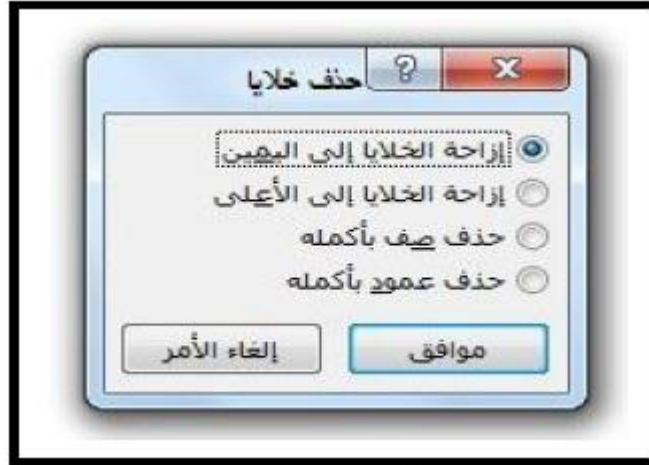 حذف خلايا
إزاحة الخلايا إلى اليمين
إزاحة الخلايا إلى الأعلى
حذف صف بأكمله
حذف عمود بأكمله
موافق
إلغاء الأمر